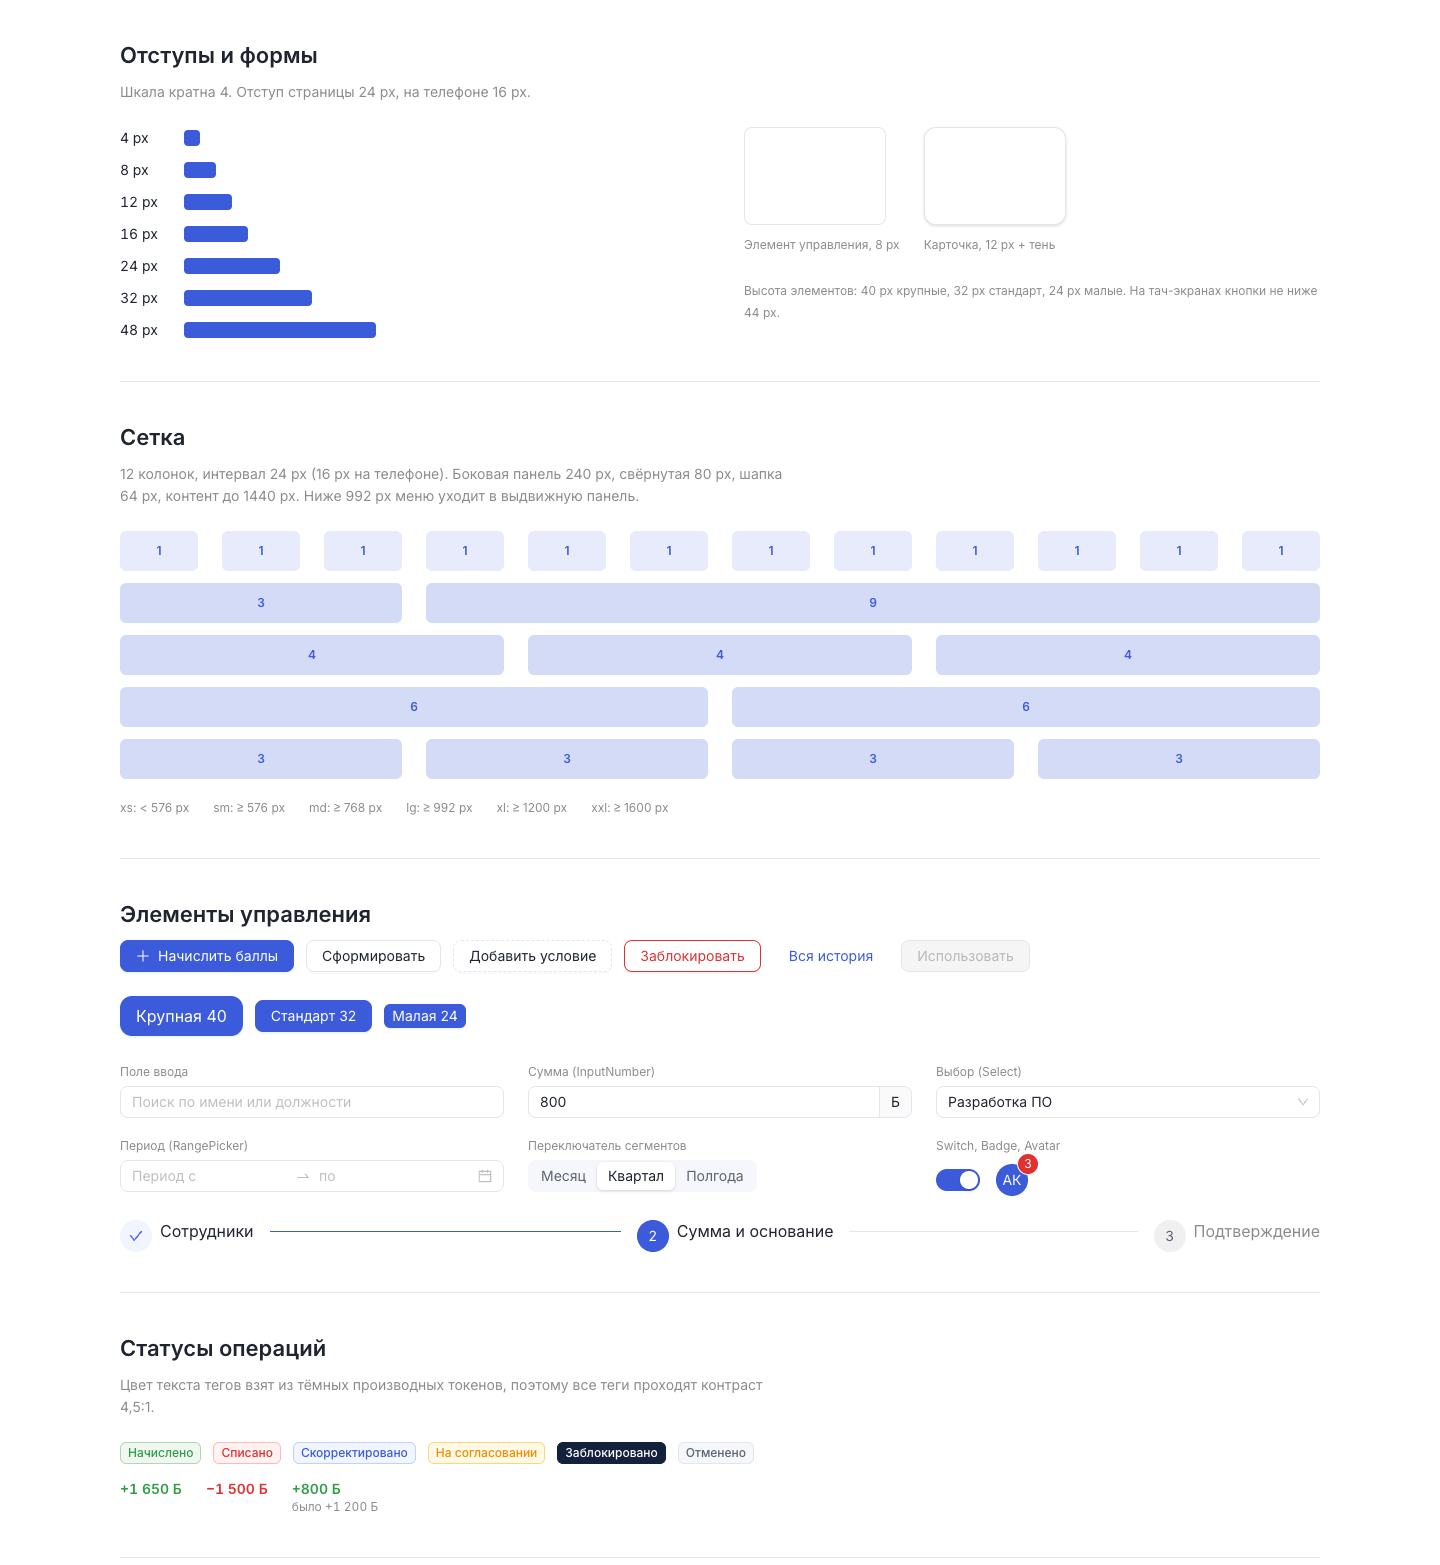 Отступы и формы
Шкала кратна 4. Отступ страницы 24 px, на телефоне 16 px.
4 px
8 px
12 px
16 px
24 px
32 px
48 px
Элемент управления, 8 px
Карточка, 12 px + тень
Высота элементов: 40 px крупные, 32 px стандарт, 24 px малые. На тач-экранах кнопки не ниже
44 px.
Сетка
12 колонок, интервал 24 px (16 px на телефоне). Боковая панель 240 px, свёрнутая 80 px, шапка
64 px, контент до 1440 px. Ниже 992 px меню уходит в выдвижную панель.
1 1 1 1 1 1 1 1 1 1 1 1
3 9
4 4 4
6 6
3 3 3 3
xs: < 576 px sm: ≥ 576 px md: ≥ 768 px lg: ≥ 992 px xl: ≥ 1200 px xxl: ≥ 1600 px
Элементы управления
Начислить баллы Сформировать Добавить условие Заблокировать Вся история Использовать
Крупная 40 Стандарт 32 Малая 24
Поле ввода Сумма (InputNumber) Выбор (Select)
Поиск по имени или должности 800 Б Разработка ПО
Период (RangePicker) Переключатель сегментов Switch, Badge, Avatar
Период с по Месяц Квартал Полгода АК 3
Сотрудники 2 Сумма и основание 3 Подтверждение
Статусы операций
Цвет текста тегов взят из тёмных производных токенов, поэтому все теги проходят контраст
4,5:1.
Начислено Списано Скорректировано На согласовании Заблокировано Отменено
+1 650 Б −1 500 Б +800 Б
было +1 200 Б